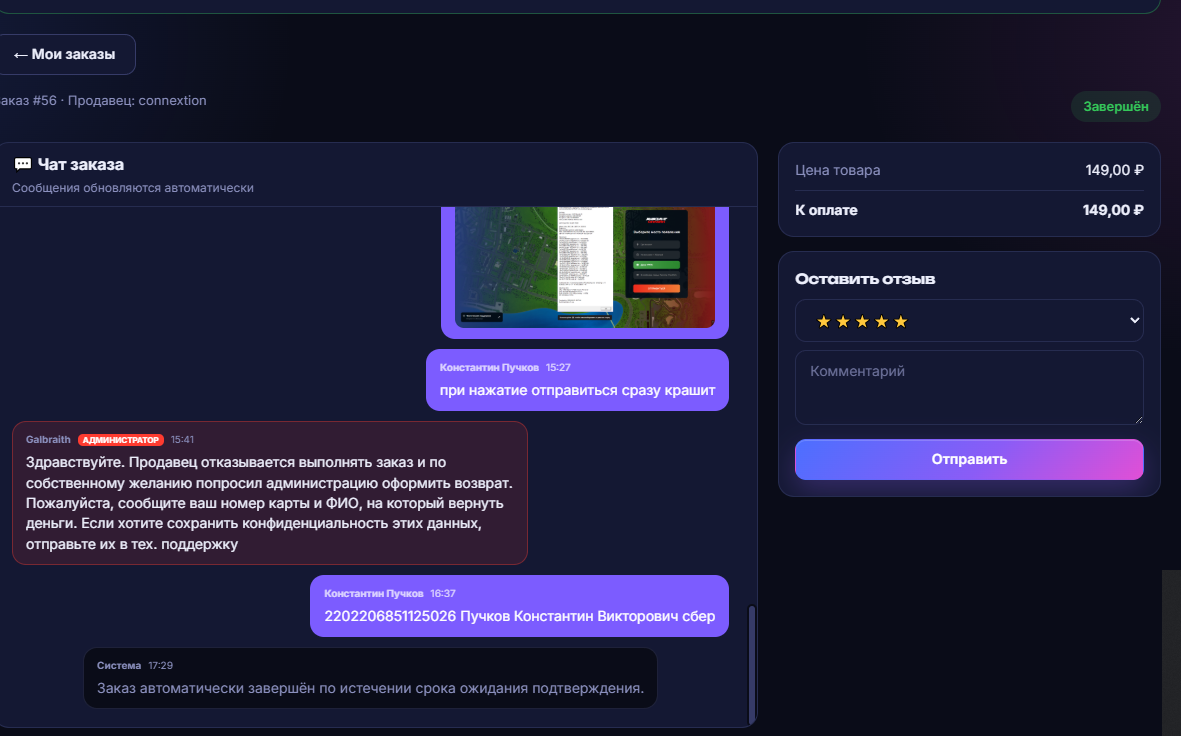 ← Мои заказы
аказ #56 · Продавец: connextion
Завершён
Чат заказа
Сообщения обновляются автоматически
Константин Пучков 15:27
при нажатие отправиться сразу крашит
Galbraith АДМИНИСТРАТОР 15:41
Здравствуйте. Продавец отказывается выполнять заказ и по
собственному желанию попросил администрацию оформить возврат.
Пожалуйста, сообщите ваш номер карты и ФИО, на который вернуть
деньги. Если хотите сохранить конфиденциальность этих данных,
отправьте их в тех. поддержку
Константин Пучков 16:37
2202206851125026 Пучков Константин Викторович сбер
Система 17:29
Заказ автоматически завершён по истечении срока ожидания подтверждения.
Цена товара 149,00 ₽
К оплате 149,00 ₽
Оставить отзыв
Комментарий
Отправить